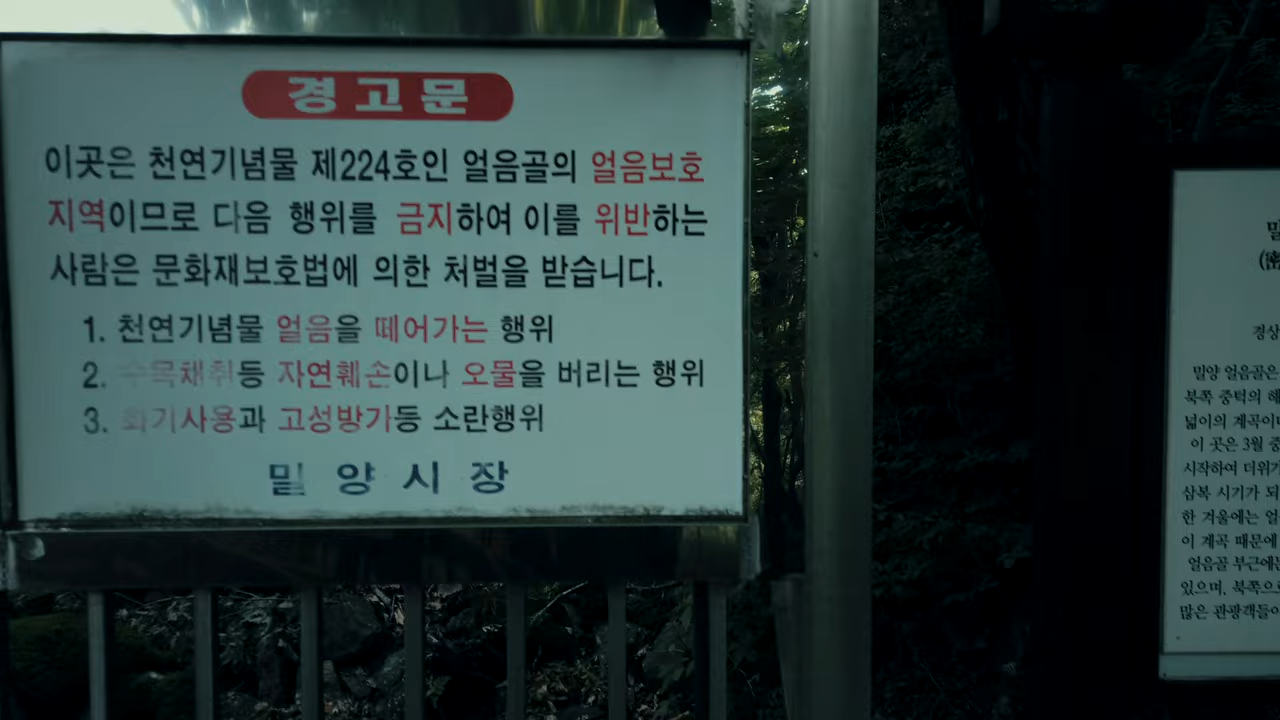 경고문
이곳은 천연기념물 제224호인 얼음골의 얼음보호
지역이므로 다음 행위를 금지하여 이를 위반하는
사람은 문화재보호법에 의한 처벌을 받습니다.
1. 천연기념물 얼음을 떼어가는 행위
2. 수목채취등 자연훼손이나 오물을 버리는 행위
3. 화기사용과 고성방가등 소란행위
밀양시장
밀
(密
경상
밀양 얼음골은
북쪽 중턱의 해
넓이의 계곡이
이 곳은 3월 중
시작하여 더위가
삼복 시기가 되
한 겨울에는 얼
이 계곡 때문에
얼음골 부근에는
있으며, 북쪽으
많은 관광객들이